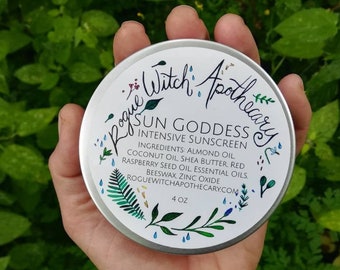 Rogue Witch Apothecary
Sun Goddess
Intensive Sunscreen
Ingredients: Almond Oil,
Coconut Oil, Shea Butter, Red
Raspberry Seed Oil, Essential Oils,
Beeswax, Zinc Oxide
roguewitchapothecary.com
4 oz